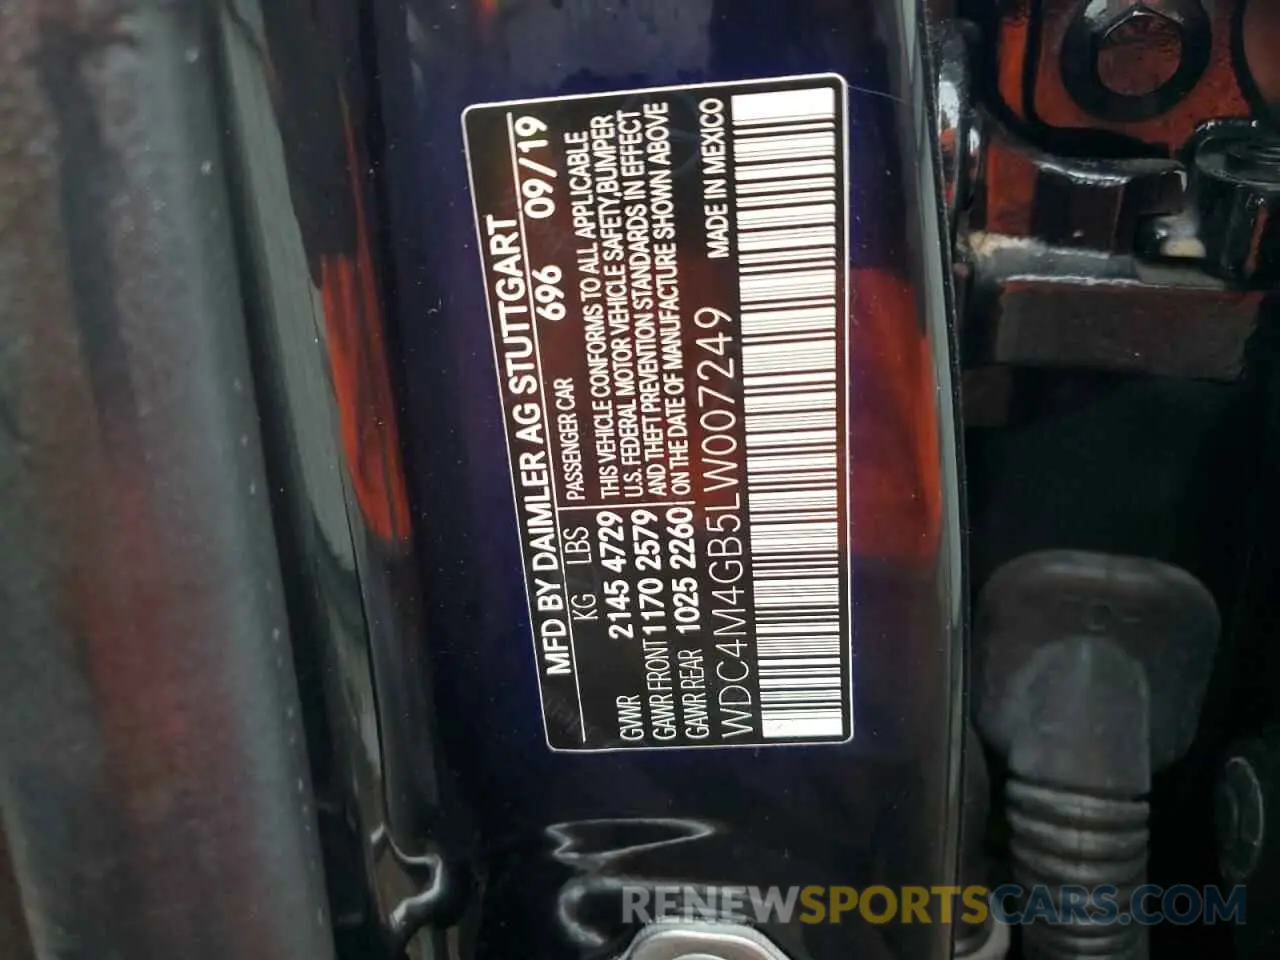 MFD BY DAIMLER AG STUTTGART
KG LBS 696 09/19
PASSENGER CAR
GVWR 2145 4729 THIS VEHICLE CONFORMS TO ALL APPLICABLE
U.S. FEDERAL MOTOR VEHICLE SAFETY,BUMPER
GAWR FRONT 1170 2579 AND THEFT PREVENTION STANDARDS IN EFFECT
GAWR REAR 1025 2260 ON THE DATE OF MANUFACTURE SHOWN ABOVE
WDC4M4GB5LW007249 MADE IN MEXICO
RENEWSPORTSCARS.COM